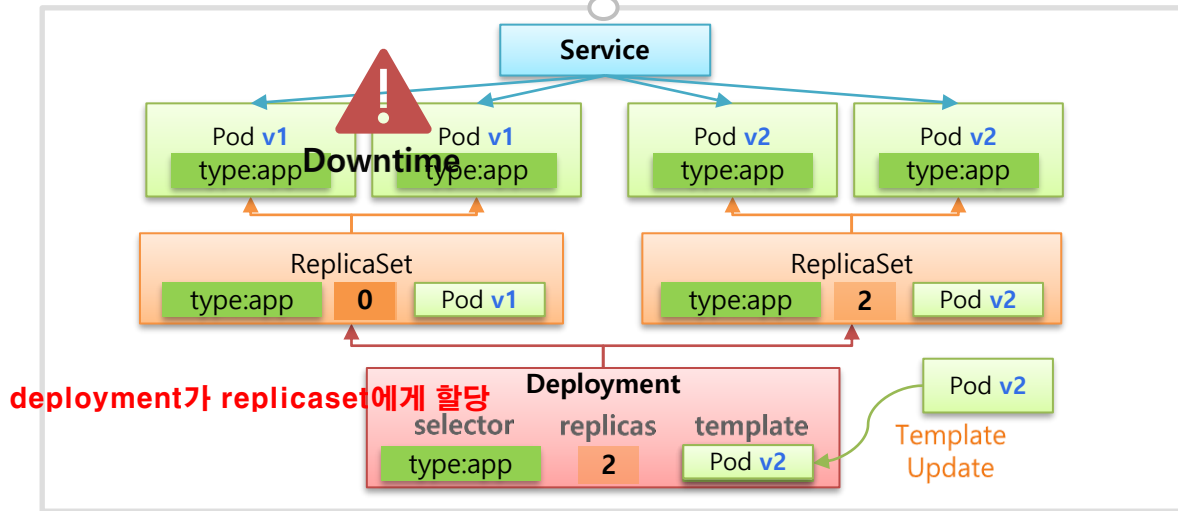 Service
Pod v1
type:app
Pod v1
type:app
Downtime
Pod v2
type:app
Pod v2
type:app
ReplicaSet
type:app 0 Pod v1
ReplicaSet
type:app 2 Pod v2
deployment가 replicaset에게 할당
Deployment
selector replicas template
type:app 2 Pod v2
Pod v2
Template
Update